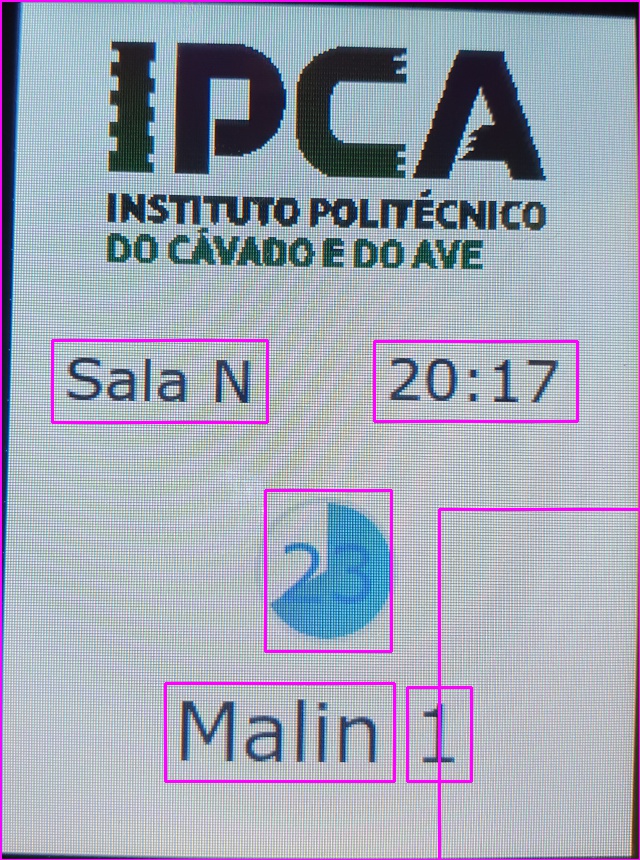 IPCA
INSTITUTO POLITÉCNICO
DO CÁVADO E DO AVE
Sala N 20:17
23
Malin 1